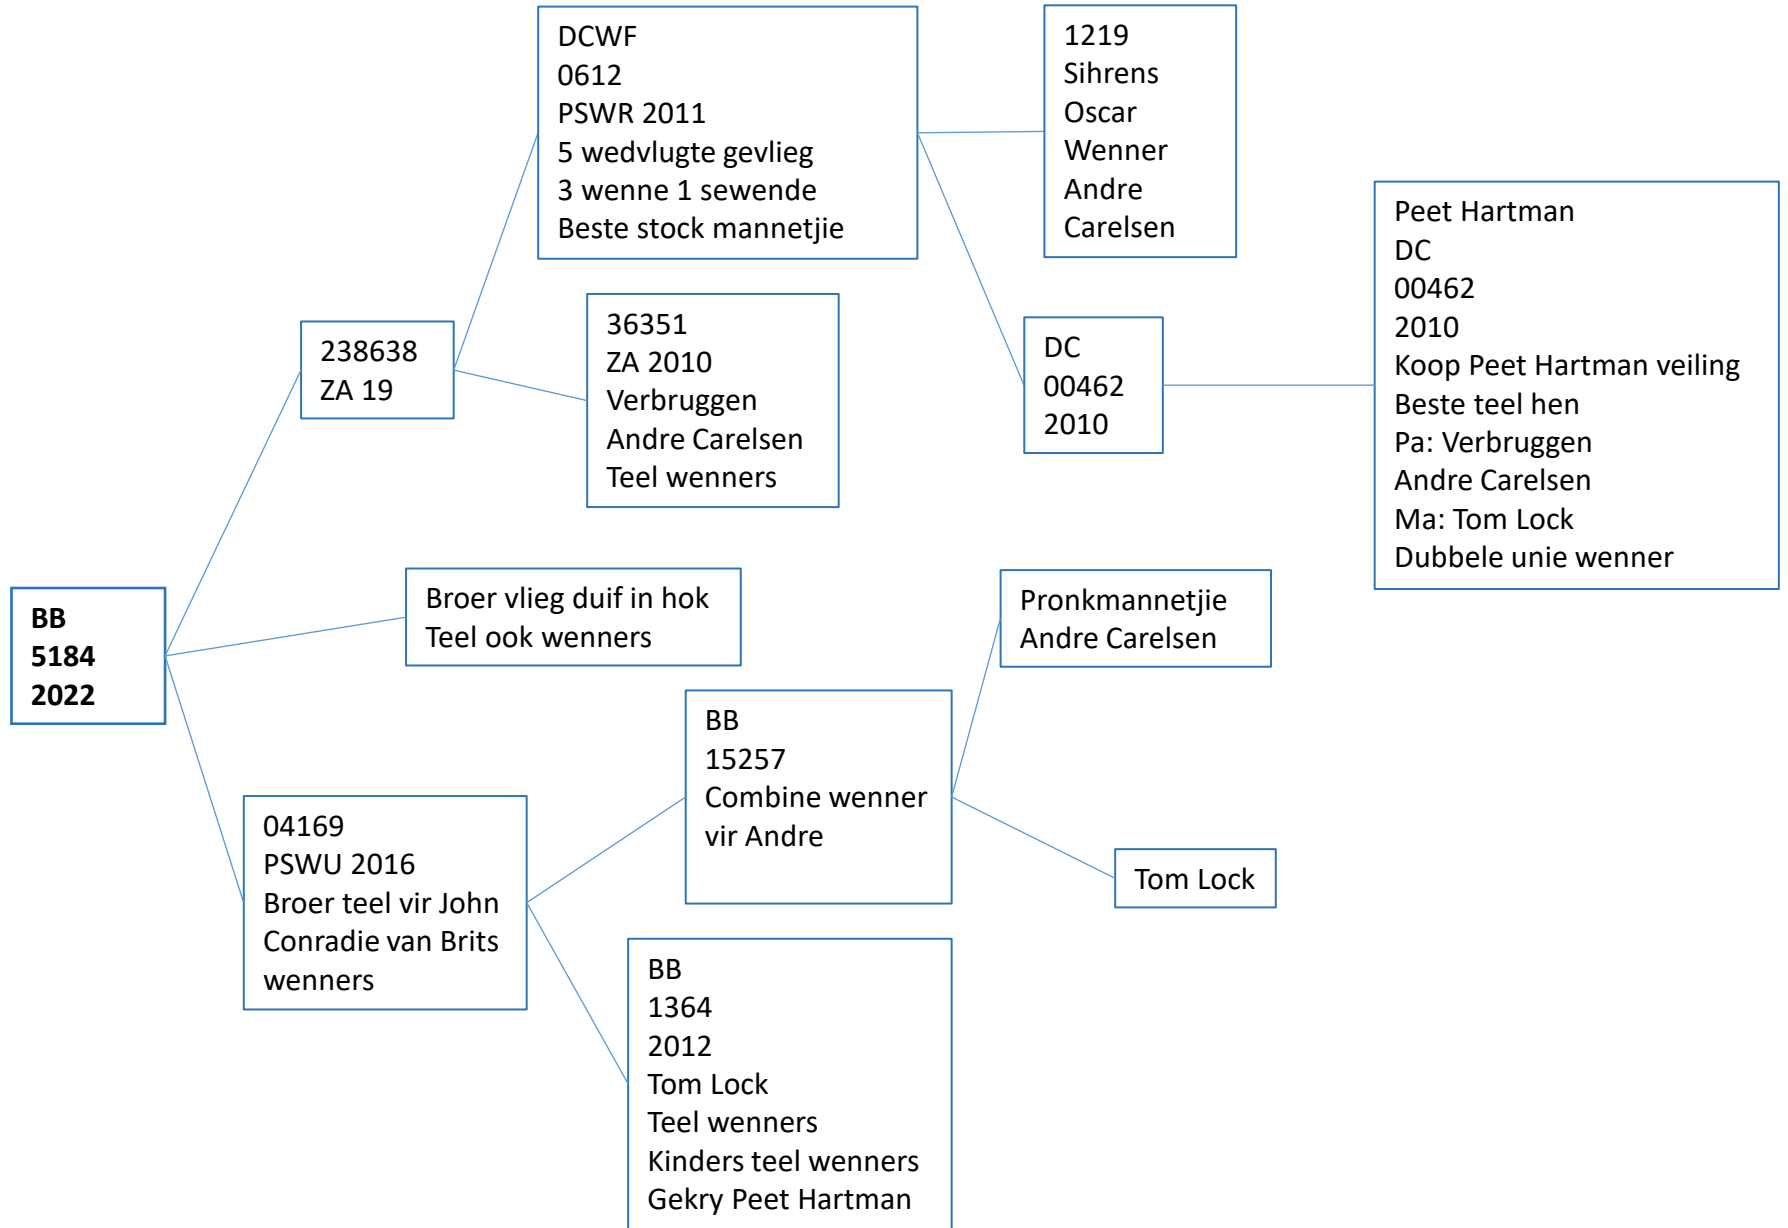 DCWF
0612
PSWR 2011
5 wedvlugte gevlieg
3 wenne 1 sewende
Beste stock mannetjie
1219
Sihrens
Oscar
Wenner
Andre
Carelsen
Peet Hartman
DC
00462
2010
Koop Peet Hartman veiling
Beste teel hen
Pa: Verbruggen
Andre Carelsen
Ma: Tom Lock
Dubbele unie wenner
238638
ZA 19
36351
ZA 2010
Verbruggen
Andre Carelsen
Teel wenners
DC
00462
2010
BB
5184
2022
Broer vlieg duif in hok
Teel ook wenners
Pronkmannetjie
Andre Carelsen
BB
15257
Combine wenner
vir Andre
Tom Lock
04169
PSWU 2016
Broer teel vir John
Conradie van Brits
wenners
BB
1364
2012
Tom Lock
Teel wenners
Kinders teel wenners
Gekry Peet Hartman